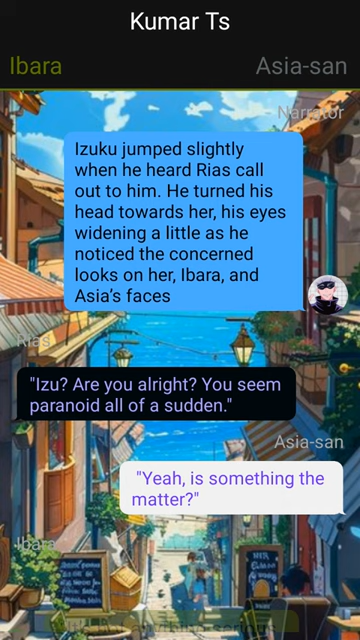 Kumar Ts
Ibara Asia-san
Narrator
Izuku jumped slightly
when he heard Rias call
out to him. He turned his
head towards her, his eyes
widening a little as he
noticed the concerned
looks on her, Ibara, and
Asia’s faces
Rias
"Izu? Are you alright? You seem
paranoid all of a sudden."
Asia-san
"Yeah, is something the
matter?"
Ibara